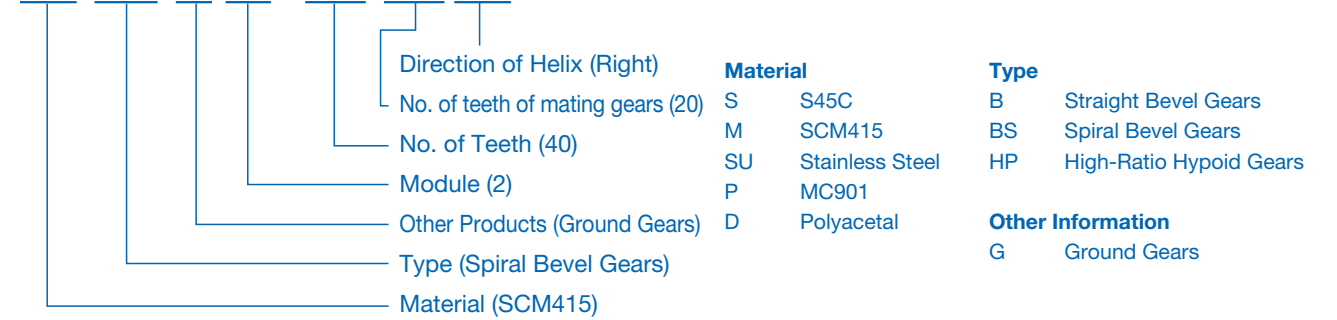 Direction of Helix (Right)
No. of teeth of mating gears (20)
No. of Teeth (40)
Module (2)
Other Products (Ground Gears)
Type (Spiral Bevel Gears)
Material (SCM415)
Material
S S45C
M SCM415
SU Stainless Steel
P MC901
D Polyacetal
Type
B Straight Bevel Gears
BS Spiral Bevel Gears
HP High-Ratio Hypoid Gears
Other Information
G Ground Gears